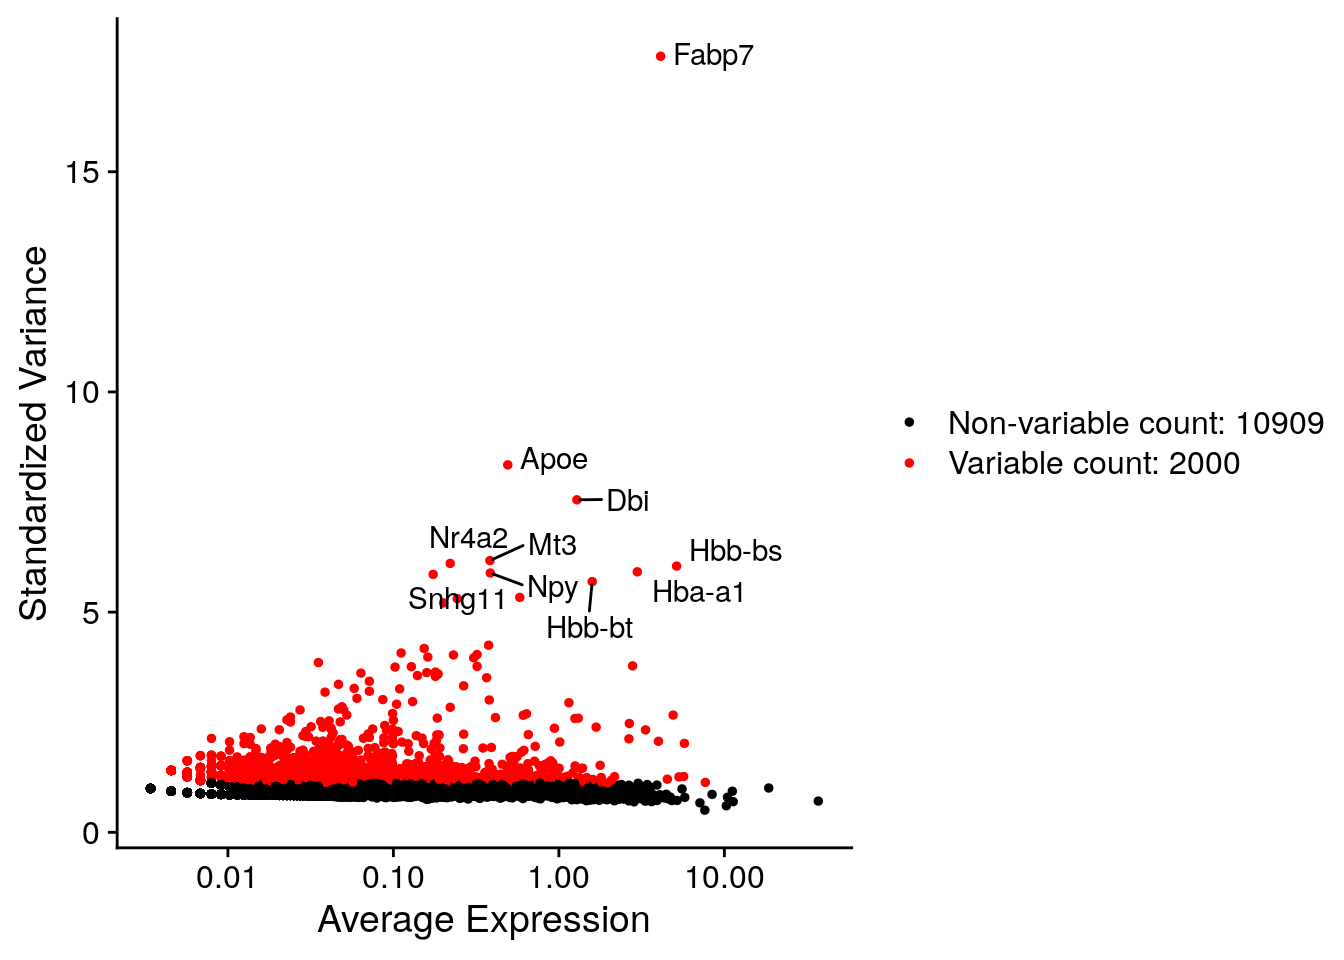 Fabp7
15
Standardized Variance
10
Non-variable count: 10909
Apoe
Variable count: 2000
Dbi
Nr4a2
Mt3
Hbb-bs
Npy
Hba-a1
Snhg11
5
Hbb-bt
0
0.01 0.10 1.00 10.00
Average Expression